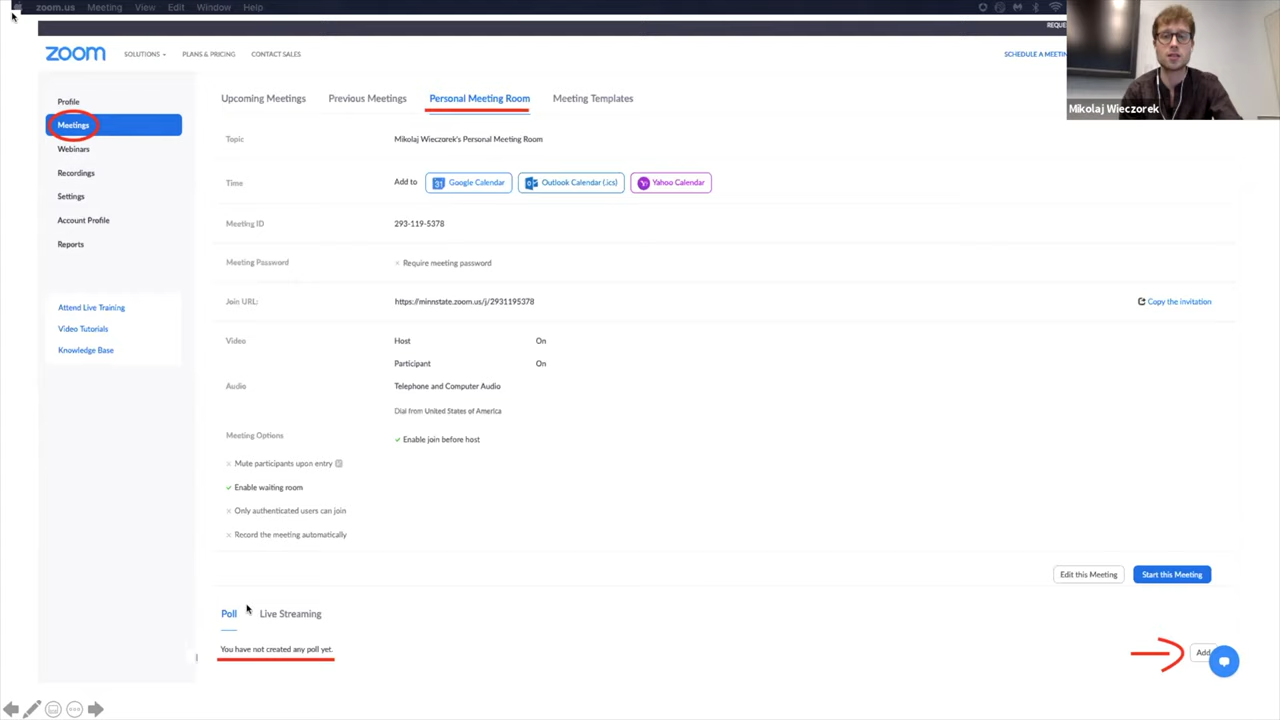 zoom.us Meeting View Edit Window Help
REQUE
zoom SOLUTIONS PLANS & PRICING CONTACT SALES SCHEDULE A MEETIN
Mikolaj Wieczorek
Profile
Meetings
Webinars
Recordings
Settings
Account Profile
Reports
Attend Live Training
Video Tutorials
Knowledge Base
Upcoming Meetings Previous Meetings Personal Meeting Room Meeting Templates
Topic Mikolaj Wieczorek's Personal Meeting Room
Time Add to 31 Google Calendar Outlook Calendar (.ics) Yahoo Calendar
Meeting ID 293-119-5378
Meeting Password × Require meeting password
Join URL: https://minnstate.zoom.us/j/2931195378 Copy the invitation
Video Host On
Participant On
Audio Telephone and Computer Audio
Dial from United States of America
Meeting Options ✓ Enable join before host
× Mute participants upon entry
✓ Enable waiting room
× Only authenticated users can join
× Record the meeting automatically
Edit this Meeting Start this Meeting
Poll Live Streaming
You have not created any poll yet.
Add